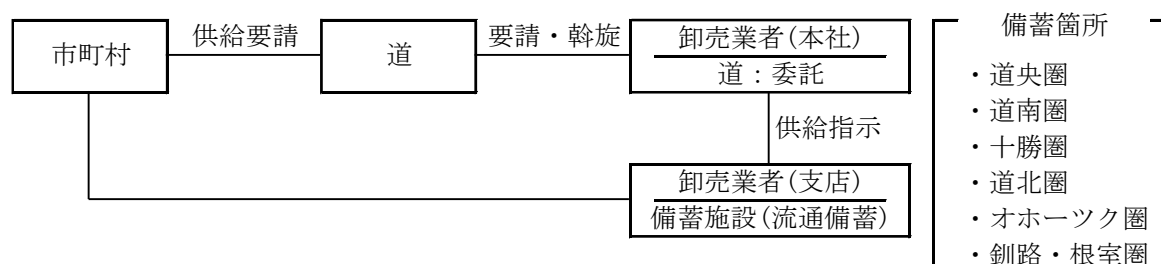 市町村
供給要請
道
要請・斡旋
卸売業者(本社)
道：委託
供給指示
卸売業者(支店)
備蓄施設(流通備蓄)
備蓄箇所
・道央圏
・道南圏
・十勝圏
・道北圏
・オホーツク圏
・釧路・根室圏